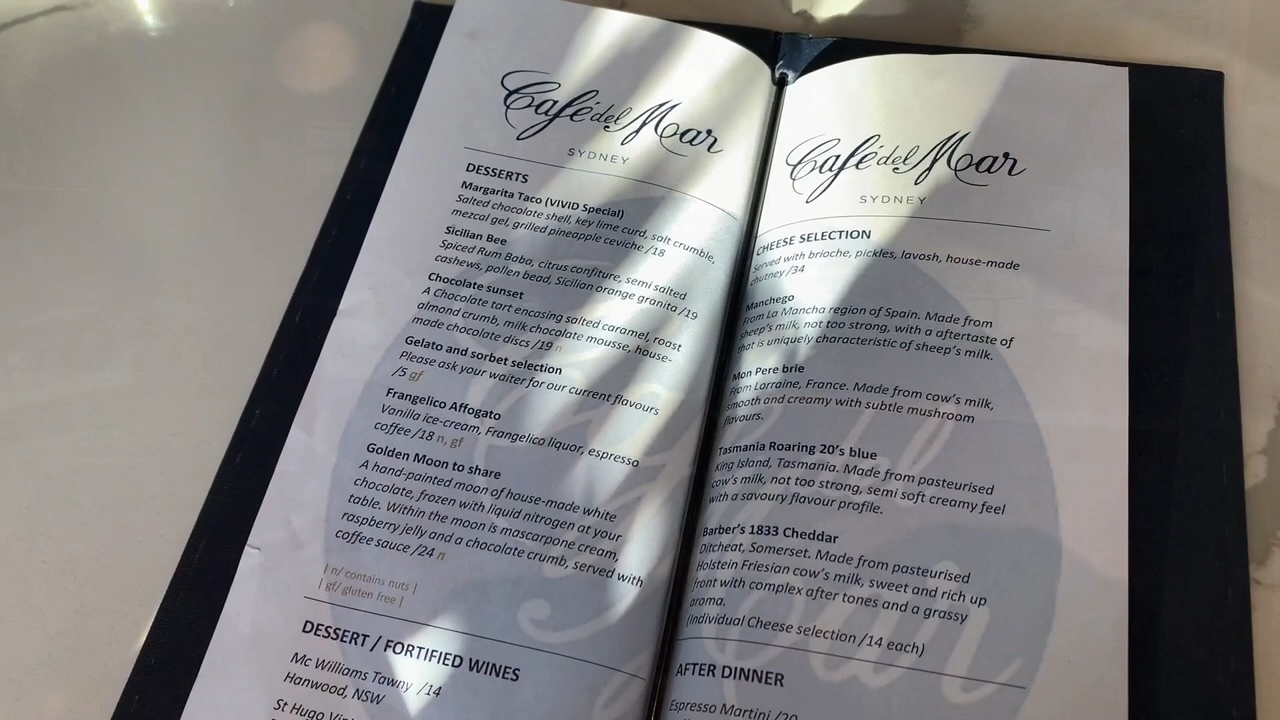 Café del Mar
SYDNEY
DESSERTS
Margarita Taco (VIVID Special)
Salted chocolate shell, key lime curd, salt crumble,
mezcal gel, grilled pineapple ceviche /18
Sicilian Bee
Spiced Rum Baba, citrus confiture, semi salted
cashews, pollen bead, Sicilian orange granita /19
Chocolate sunset
A Chocolate tart encasing salted caramel, roast
almond crumb, milk chocolate mousse, house-
made chocolate discs /19 n
Gelato and sorbet selection
Please ask your waiter for our current flavours
/5 gf
Frangelico Affogato
Vanilla ice-cream, Frangelico liquor, espresso
coffee /18 n, gf
Golden Moon to share
A hand-painted moon of house-made white
chocolate, frozen with liquid nitrogen at your
table. Within the moon is mascarpone cream,
raspberry jelly and a chocolate crumb, served with
coffee sauce /24 n
| n/ contains nuts |
| gf/ gluten free |
DESSERT / FORTIFIED WINES
Mc Williams Tawny /14
Hanwood, NSW
St Hugo
Café del Mar
SYDNEY
CHEESE SELECTION
Served with brioche, pickles, lavosh, house-made
chutney /34
Manchego
From La Mancha region of Spain. Made from
sheep's milk, not too strong, with a aftertaste of
that is uniquely characteristic of sheep's milk.
Mon Pere brie
From Lorraine, France. Made from cow's milk,
smooth and creamy with subtle mushroom
flavours.
Tasmania Roaring 20's blue
King Island, Tasmania. Made from pasteurised
cow's milk, not too strong, semi soft creamy feel
with a savoury flavour profile.
Barber's 1833 Cheddar
Ditcheat, Somerset. Made from pasteurised
Holstein Friesian cow's milk, sweet and rich up
front with complex after tones and a grassy
aroma.
(Individual Cheese selection /14 each)
AFTER DINNER
Espresso Martini /20